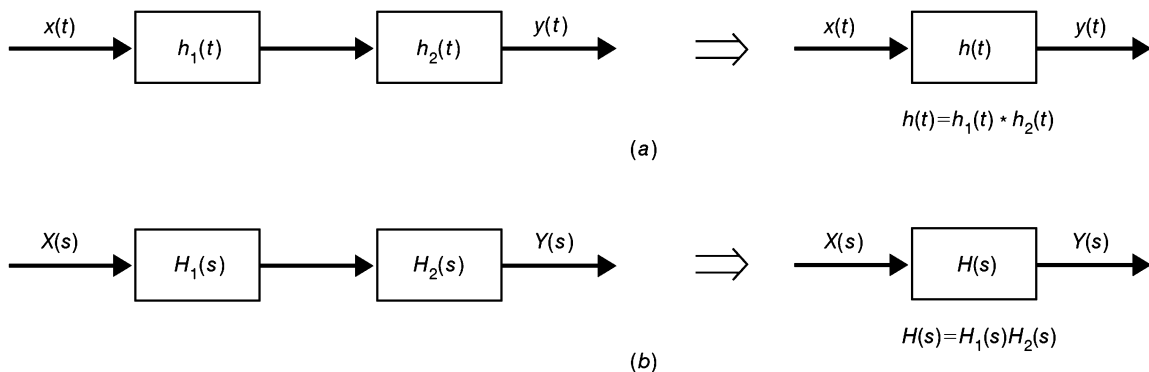 x(t) h₁(t) h₂(t) y(t) ⇒ x(t) h(t) y(t)
h(t)=h₁(t) * h₂(t)
(a)
X(s) H₁(s) H₂(s) Y(s) ⇒ X(s) H(s) Y(s)
H(s)=H₁(s)H₂(s)
(b)